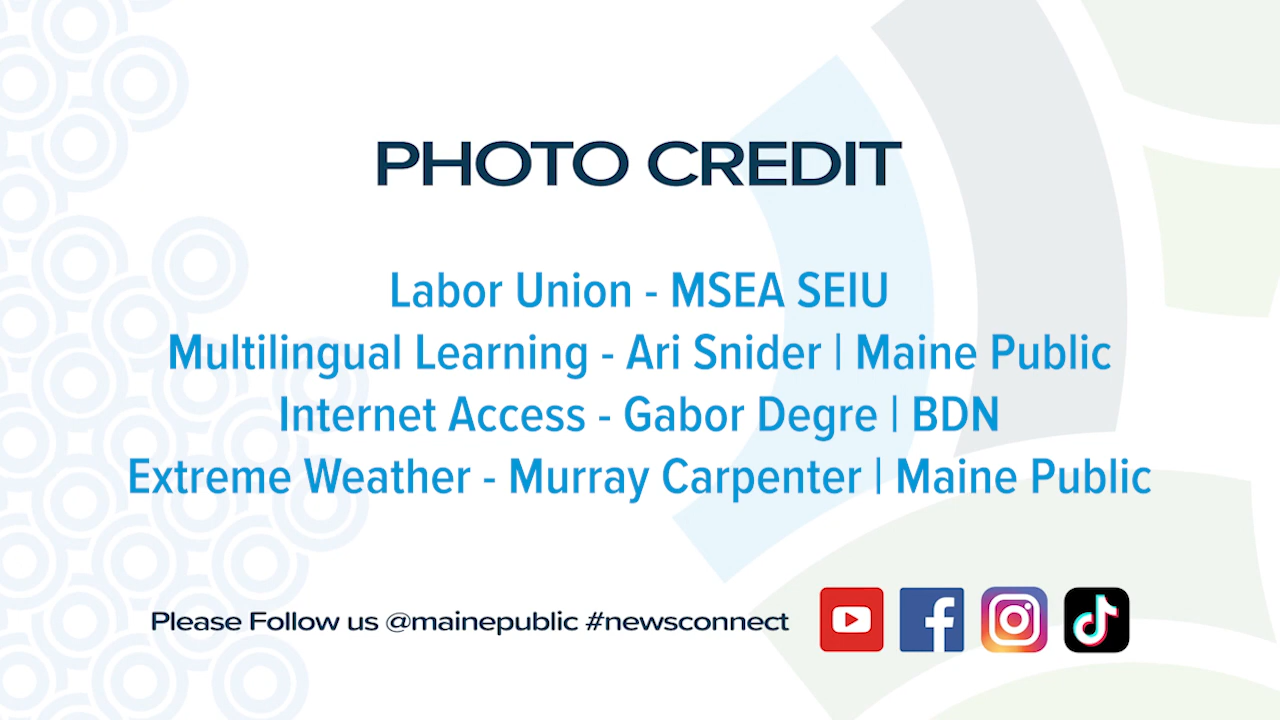 PHOTO CREDIT
Labor Union - MSEA SEIU
Multilingual Learning - Ari Snider | Maine Public
Internet Access - Gabor Degre | BDN
Extreme Weather - Murray Carpenter | Maine Public
Please Follow us @mainepublic #newsconnect